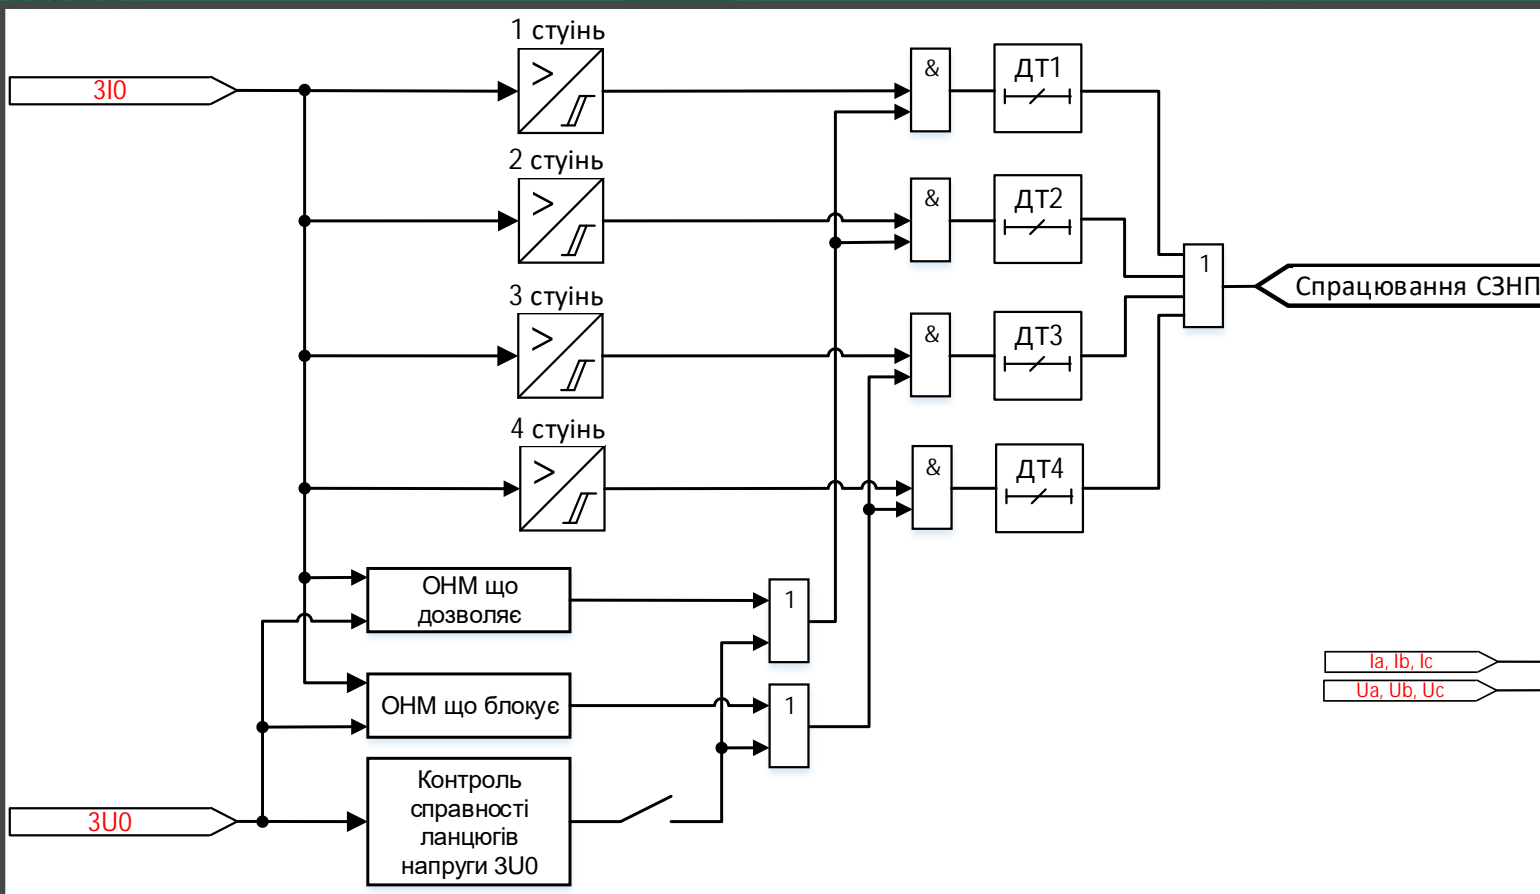 1 стуінь
3I0
>
&
ДТ1
2 стуінь
>
&
ДТ2
1
Спрацювання СЗНП
3 стуінь
>
&
ДТ3
4 стуінь
>
&
ДТ4
ОНМ що
дозволяє
1
Ia, Ib, Ic
Ua, Ub, Uc
ОНМ що блокує
1
Контроль
справності
ланцюгів
напруги 3U0
3U0